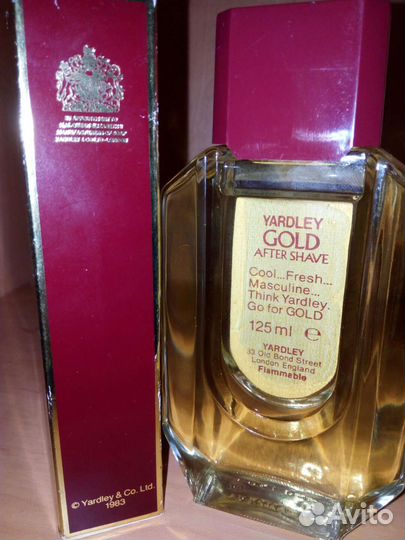 © Yardley & Co. Ltd.
1983
YARDLEY
GOLD
AFTER SHAVE
Cool...Fresh...
Masculine...
Think Yardley.
Go for GOLD
125 ml e
YARDLEY
33 Old Bond Street
London England
Flammable
Avito